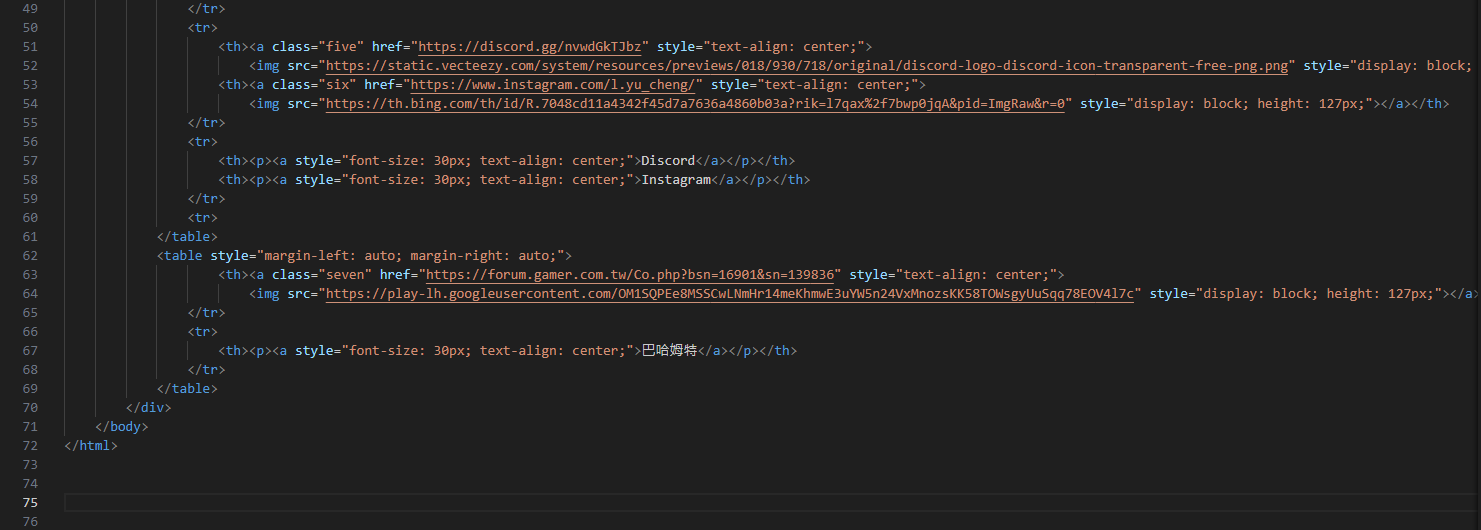 49 </tr>
50 <tr>
51 <th><a class="five" href="https://discord.gg/nvwdGkTJbz" style="text-align: center;">
52 <img src="https://static.vecteezy.com/system/resources/previews/018/930/718/original/discord-logo-discord-icon-transparent-free-png.png" style="display: block;
53 <th><a class="six" href="https://www.instagram.com/l.yu_cheng/" style="text-align: center;">
54 <img src="https://th.bing.com/th/id/R.7048cd11a4342f45d7a7636a4860b03a?rik=l7qax%2f7bwp0jqA&pid=ImgRaw&r=0" style="display: block; height: 127px;"></a></th>
55 </tr>
56 <tr>
57 <th><p><a style="font-size: 30px; text-align: center;">Discord</a></p></th>
58 <th><p><a style="font-size: 30px; text-align: center;">Instagram</a></p></th>
59 </tr>
60 <tr>
61 </table>
62 <table style="margin-left: auto; margin-right: auto;">
63 <th><a class="seven" href="https://forum.gamer.com.tw/Co.php?bsn=16901&sn=139836" style="text-align: center;">
64 <img src="https://play-lh.googleusercontent.com/OM1SQPEe8MSSCwLNmHr14meKhmwE3uYW5n24VxMnozsKK58TOWsgyUuSqq78EOV4l7c" style="display: block; height: 127px;"></a>
65 </tr>
66 <tr>
67 <th><p><a style="font-size: 30px; text-align: center;">巴哈姆特</a></p></th>
68 </tr>
69 </table>
70 </div>
71 </body>
72 </html>
73
74
75
76